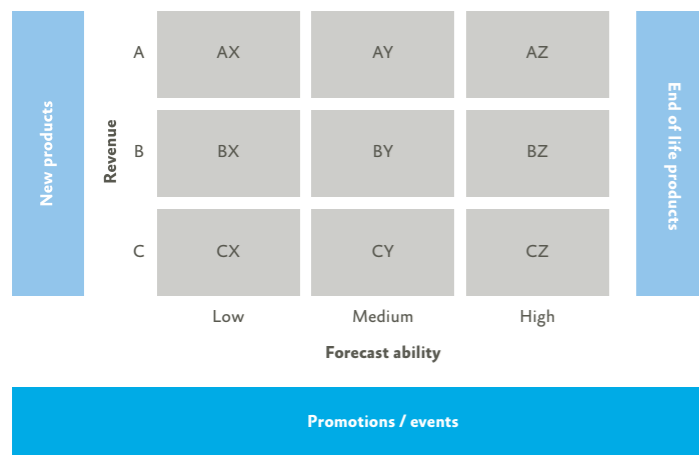 New products
Revenue
A
AX
AY
AZ
B
BX
BY
BZ
C
CX
CY
CZ
Low
Medium
High
Forecast ability
End of life products
Promotions / events